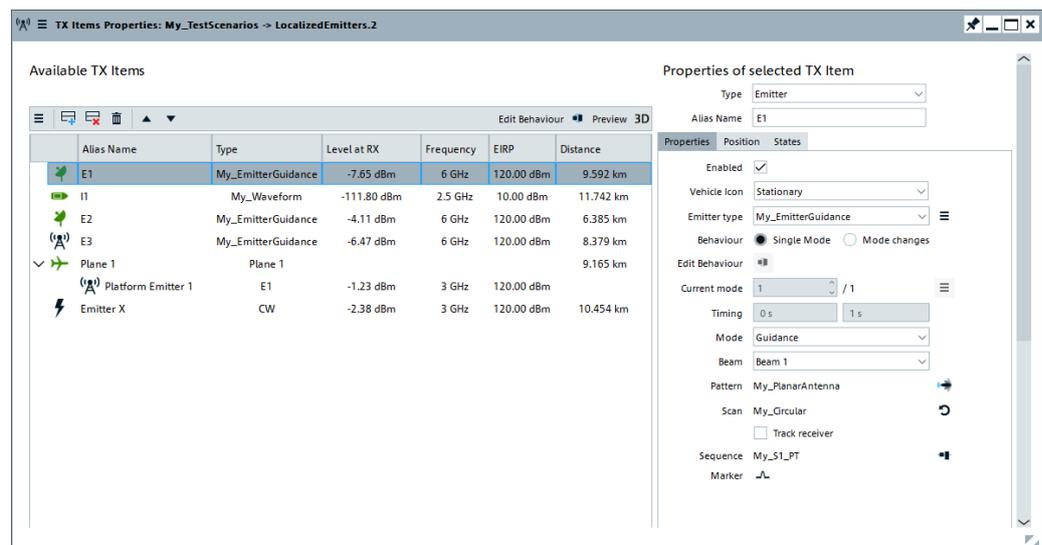 TX Items Properties: My_TestScenarios -> LocalizedEmitters.2
Available TX Items
Edit Behaviour Preview 3D
Alias Name Type Level at RX Frequency EIRP Distance
E1 My_EmitterGuidance -7.65 dBm 6 GHz 120.00 dBm 9.592 km
I1 My_Waveform -111.80 dBm 2.5 GHz 10.00 dBm 11.742 km
E2 My_EmitterGuidance -4.11 dBm 6 GHz 120.00 dBm 6.385 km
E3 My_EmitterGuidance -6.47 dBm 6 GHz 120.00 dBm 8.379 km
Plane 1 Plane 1 9.165 km
Platform Emitter 1 E1 -1.23 dBm 3 GHz 120.00 dBm
Emitter X CW -2.38 dBm 3 GHz 120.00 dBm 10.454 km
Properties of selected TX Item
Type Emitter
Alias Name E1
Properties Position States
Enabled
Vehicle Icon Stationary
Emitter type My_EmitterGuidance
Behaviour Single Mode Mode changes
Edit Behaviour
Current mode 1 / 1
Timing 0 s 1 s
Mode Guidance
Beam Beam 1
Pattern My_PlanarAntenna
Scan My_Circular
Track receiver
Sequence My_S1_PT
Marker